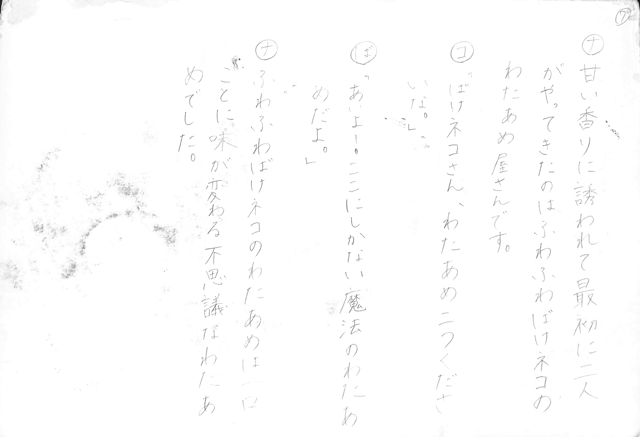 ⑦
ナ 甘い香りに誘われて最初に二人
がやってきたのはふわふわばけネコの
わたあめ屋さんです。
コ「ばけネコさん、わたあめ二つくださ
いな。」
ば「あいよー。ここにしかない魔法のわたあ
めだよ。」
ナ ふわふわばけネコのわたあめは一口
ごとに味が変わる不思議なわたあ
めでした。